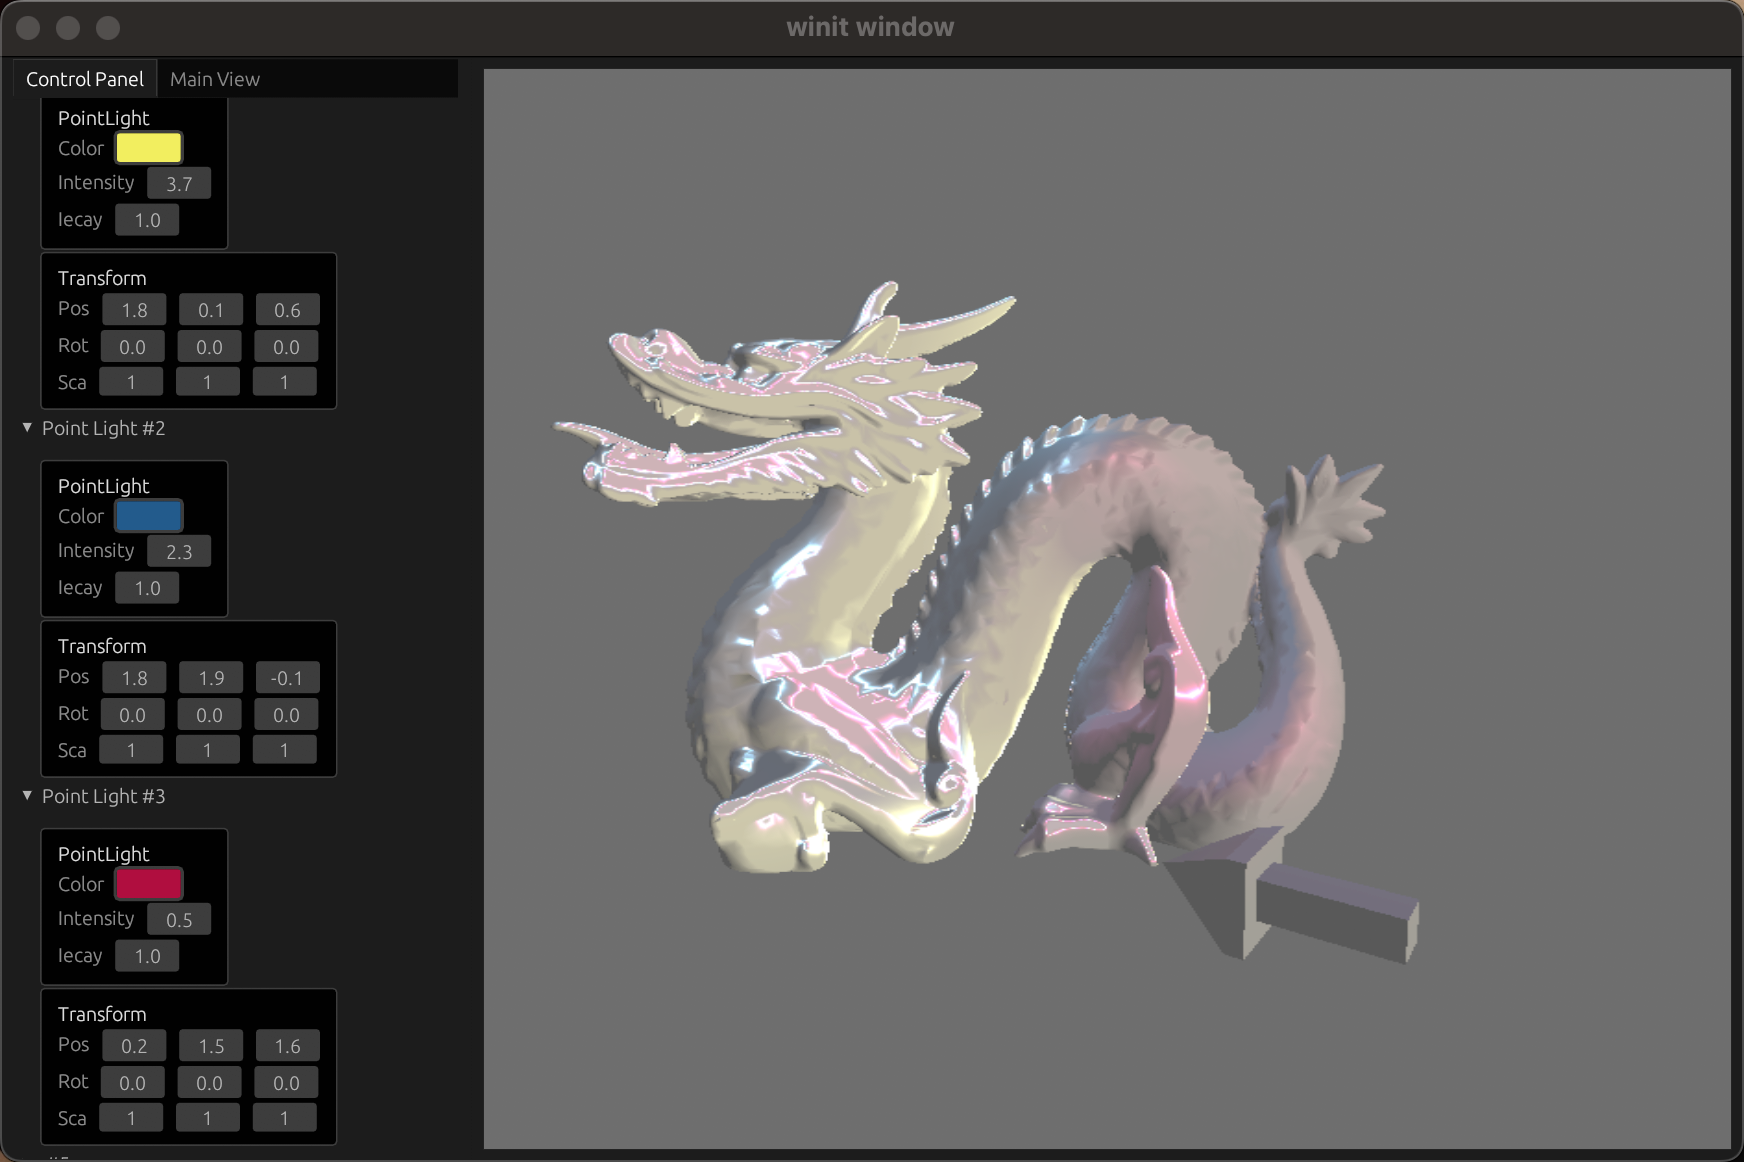 winit window
Control Panel Main View
PointLight
Color
Intensity 3.7
Iecay 1.0
Transform
Pos 1.8 0.1 0.6
Rot 0.0 0.0 0.0
Sca 1 1 1
Point Light #2
PointLight
Color
Intensity 2.3
Iecay 1.0
Transform
Pos 1.8 1.9 -0.1
Rot 0.0 0.0 0.0
Sca 1 1 1
Point Light #3
PointLight
Color
Intensity 0.5
Iecay 1.0
Transform
Pos 0.2 1.5 1.6
Rot 0.0 0.0 0.0
Sca 1 1 1